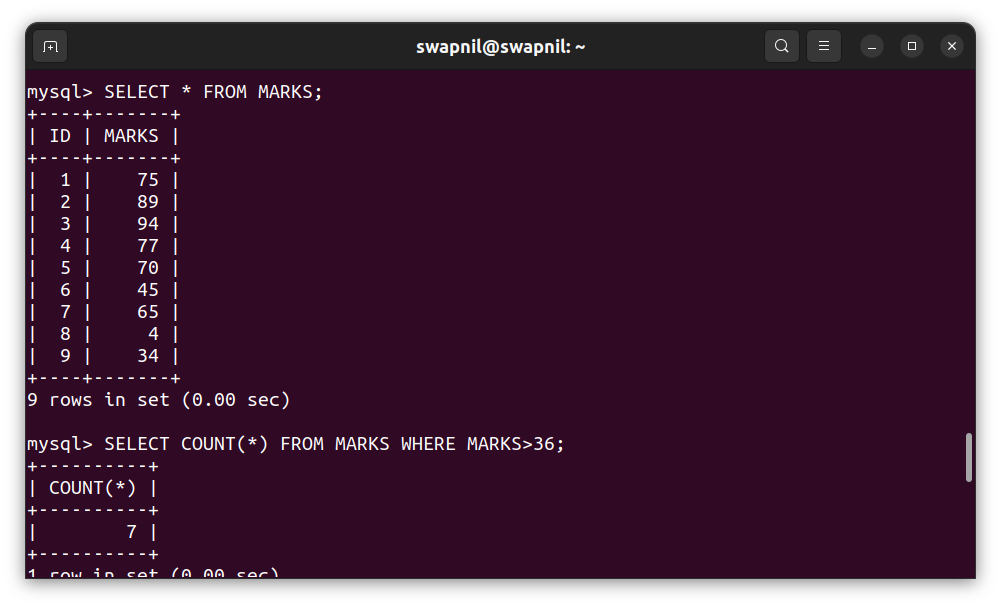 swapnil@swapnil: ~
mysql> SELECT * FROM MARKS;
+----+-------+
| ID | MARKS |
+----+-------+
|  1 |    75 |
|  2 |    89 |
|  3 |    94 |
|  4 |    77 |
|  5 |    70 |
|  6 |    45 |
|  7 |    65 |
|  8 |     4 |
|  9 |    34 |
+----+-------+
9 rows in set (0.00 sec)
mysql> SELECT COUNT(*) FROM MARKS WHERE MARKS>36;
+----------+
| COUNT(*) |
+----------+
|        7 |
+----------+
1 row in set (0.00 sec)